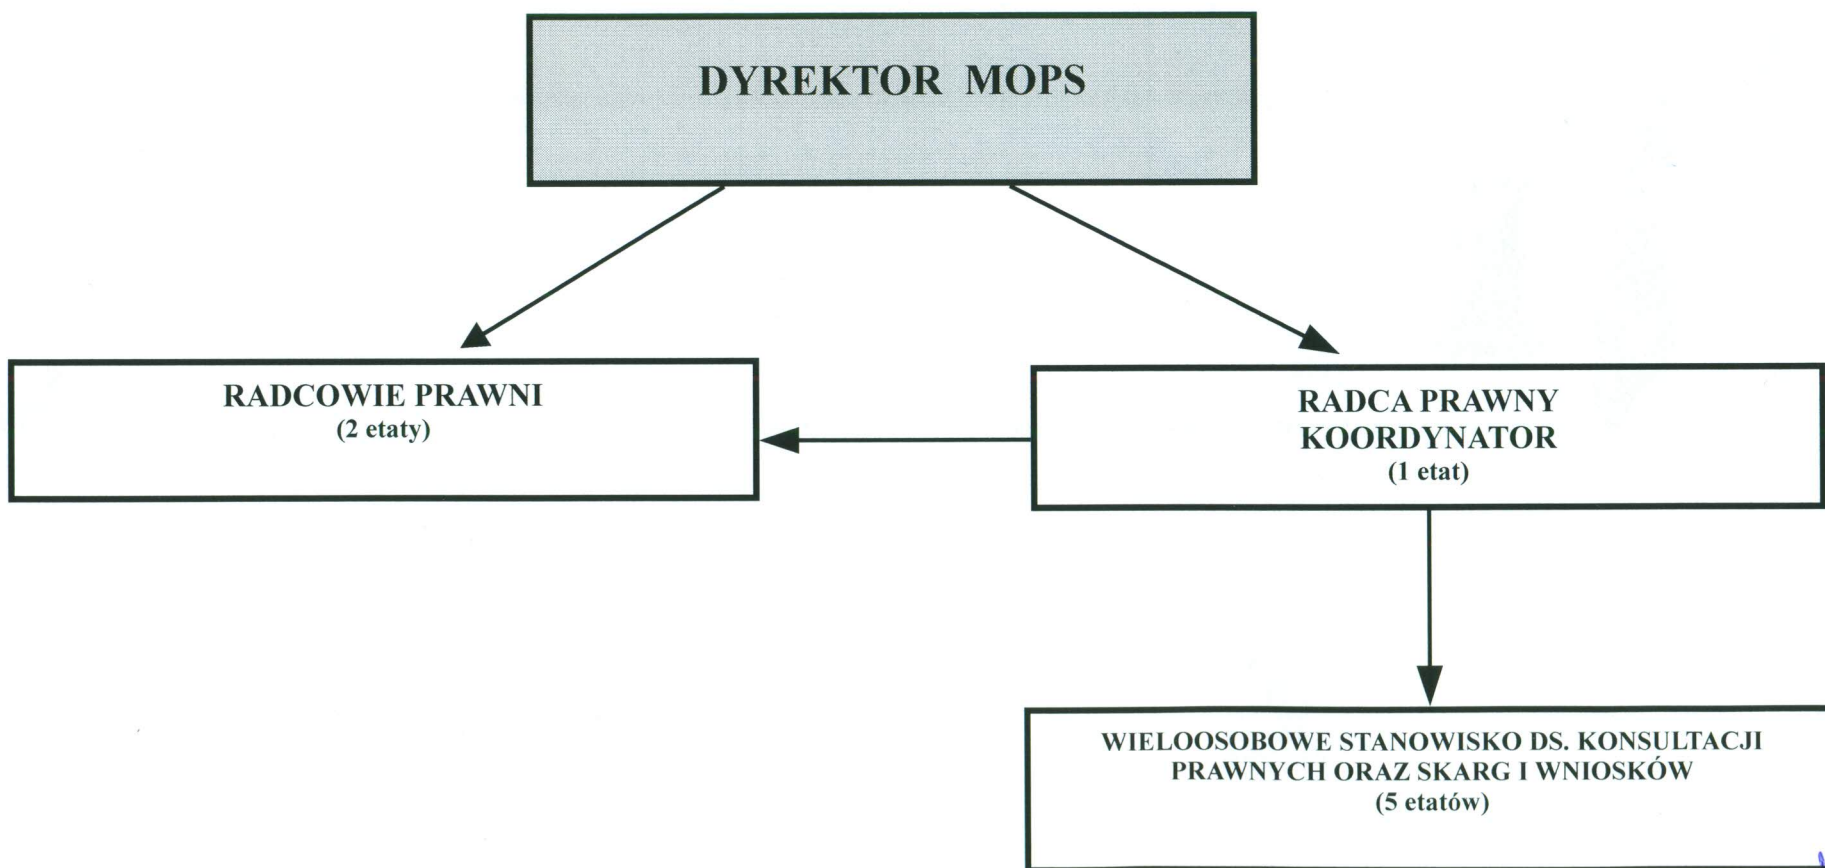 DYREKTOR MOPS
RADCOWIE PRAWNI
(2 etaty)
RADCA PRAWNY
KOORDYNATOR
(1 etat)
WIELOOSOBOWE STANOWISKO DS. KONSULTACJI
PRAWNYCH ORAZ SKARG I WNIOSKÓW
(5 etatów)